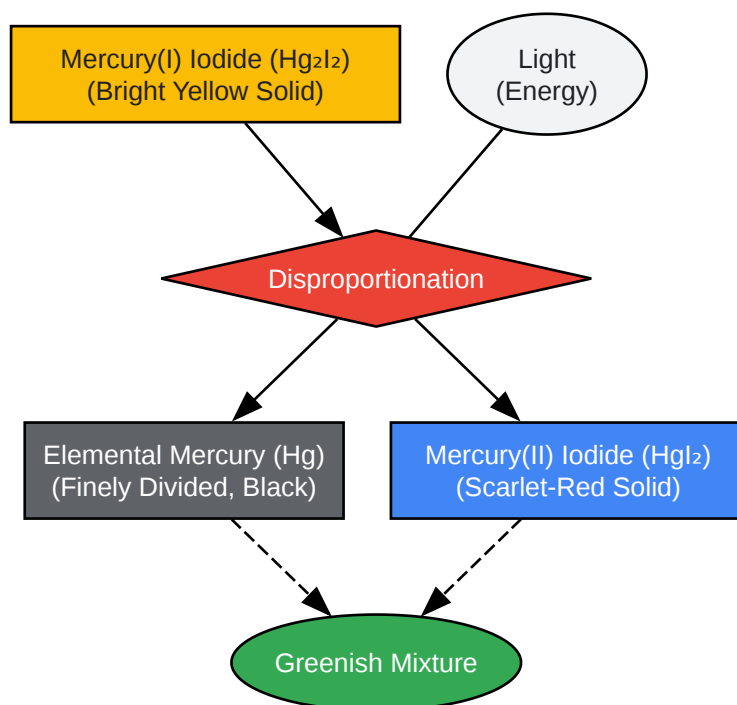 Mercury(I) Iodide (Hg₂I₂)
(Bright Yellow Solid)
Light
(Energy)
Disproportionation
Elemental Mercury (Hg)
(Finely Divided, Black)
Mercury(II) Iodide (HgI₂)
(Scarlet-Red Solid)
Greenish Mixture